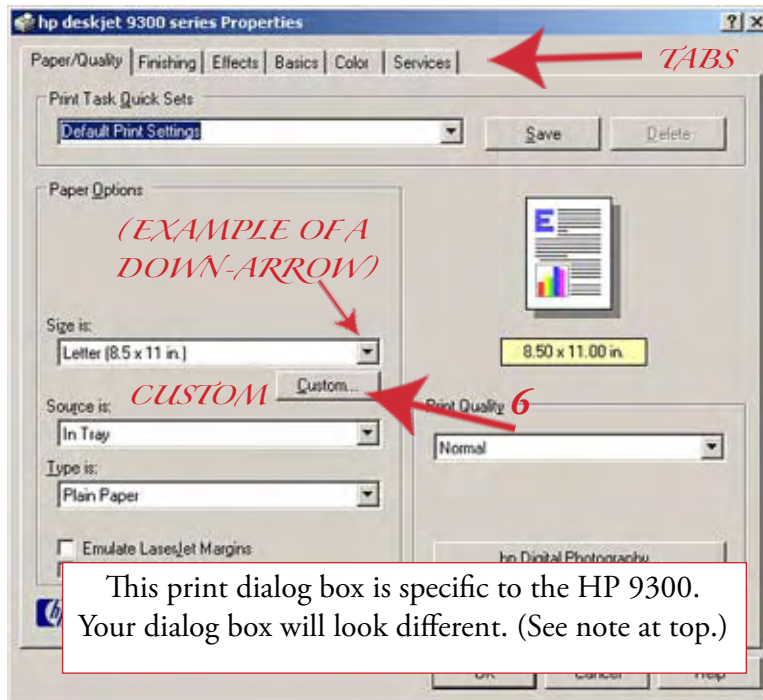 hp deskjet 9300 series Properties
Paper/Quality Finishing Effects Basics Color Services
TABS
Print Task Quick Sets
Default Print Settings
Save Delete
Paper Options
(EXAMPLE OF A
DOWN-ARROW)
E
Size is:
Letter (8.5 x 11 in.)
8.50 x 11.00 in.
CUSTOM Custom...
6
Source is:
Print Quality
In Tray
Normal
Type is:
Plain Paper
Emulate LaserJet Margins
hp Digital Photography
This print dialog box is specific to the HP 9300.
Your dialog box will look different. (See note at top.)
hp
OK Cancel Help